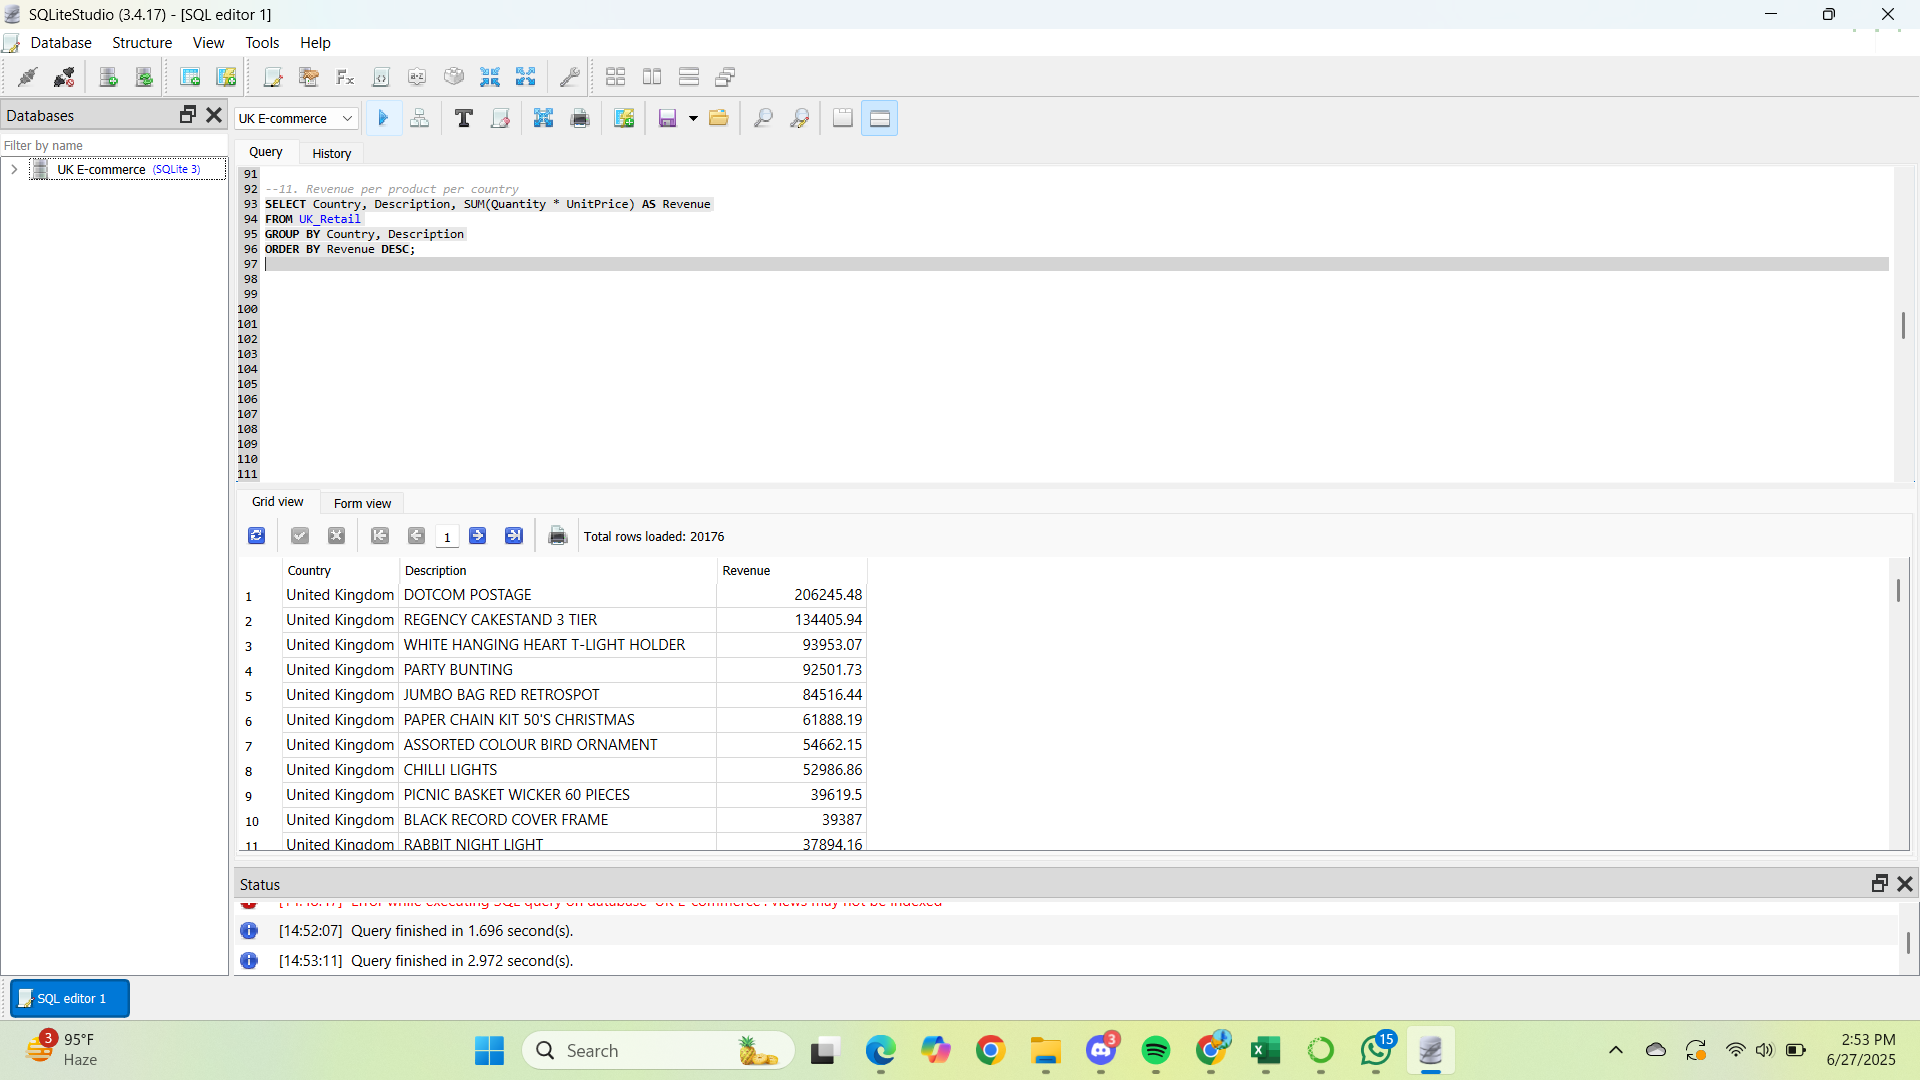 SQLiteStudio (3.4.17) - [SQL editor 1]
Database Structure View Tools Help
Databases
UK E-commerce
Filter by name
UK E-commerce (SQLite 3)
Query History
91
92 --11. Revenue per product per country
93 SELECT Country, Description, SUM(Quantity * UnitPrice) AS Revenue
94 FROM UK_Retail
95 GROUP BY Country, Description
96 ORDER BY Revenue DESC;
97
98
99
100
101
102
103
104
105
106
107
108
109
110
111
Grid view Form view
1 Total rows loaded: 20176
Country Description Revenue
1 United Kingdom DOTCOM POSTAGE 206245.48
2 United Kingdom REGENCY CAKESTAND 3 TIER 134405.94
3 United Kingdom WHITE HANGING HEART T-LIGHT HOLDER 93953.07
4 United Kingdom PARTY BUNTING 92501.73
5 United Kingdom JUMBO BAG RED RETROSPOT 84516.44
6 United Kingdom PAPER CHAIN KIT 50'S CHRISTMAS 61888.19
7 United Kingdom ASSORTED COLOUR BIRD ORNAMENT 54662.15
8 United Kingdom CHILLI LIGHTS 52986.86
9 United Kingdom PICNIC BASKET WICKER 60 PIECES 39619.5
10 United Kingdom BLACK RECORD COVER FRAME 39387
11 United Kingdom RABBIT NIGHT LIGHT 37894.16
Status
Error while executing SQL query on database 'UK E-commerce': views may not be indexed
[14:52:07] Query finished in 1.696 second(s).
[14:53:11] Query finished in 2.972 second(s).
SQL editor 1
3
95°F
Haze
Search
3
15
2:53 PM
6/27/2025